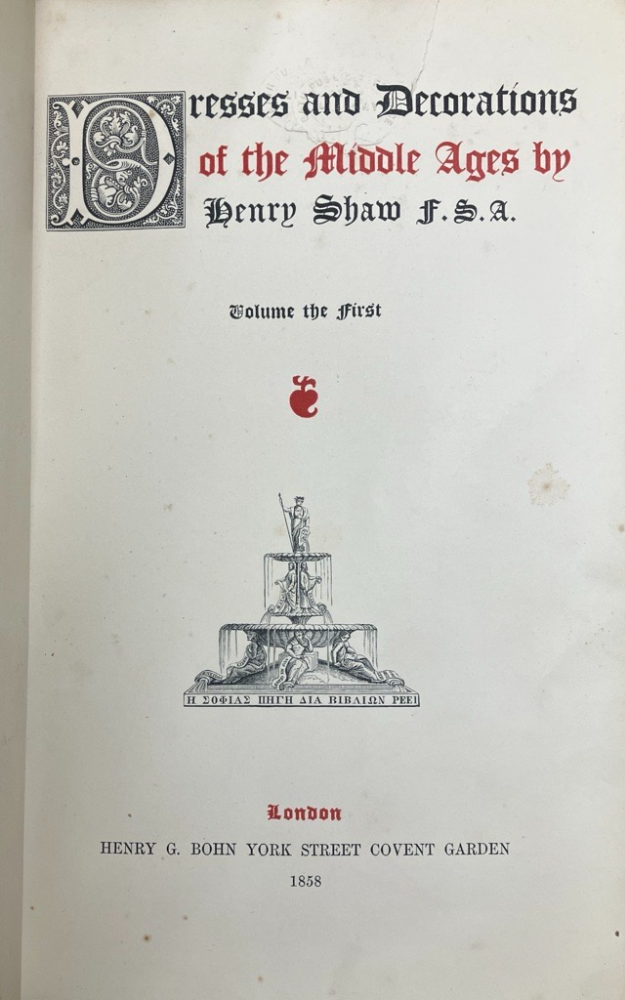 Dresses and Decorations
of the Middle Ages by
Henry Shaw F.S.A.
Volume the First
Η ΣΟΦΙΑΣ ΠΗΓΗ ΔΙΑ ΒΙΒΛΙΩΝ ΡΕΕΙ
London
HENRY G. BOHN YORK STREET COVENT GARDEN
1858